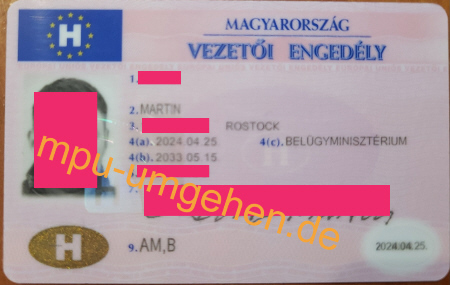 H
MAGYARORSZÁG
VEZETŐI ENGEDÉLY
1.
2. MARTIN
3. ROSTOCK
4(a). 2024.04.25. 4(c). BELÜGYMINISZTÉRIUM
4(b). 2033.05.15.
7.
mpu-umgehen.de
H
9. AM,B
2024.04.25.